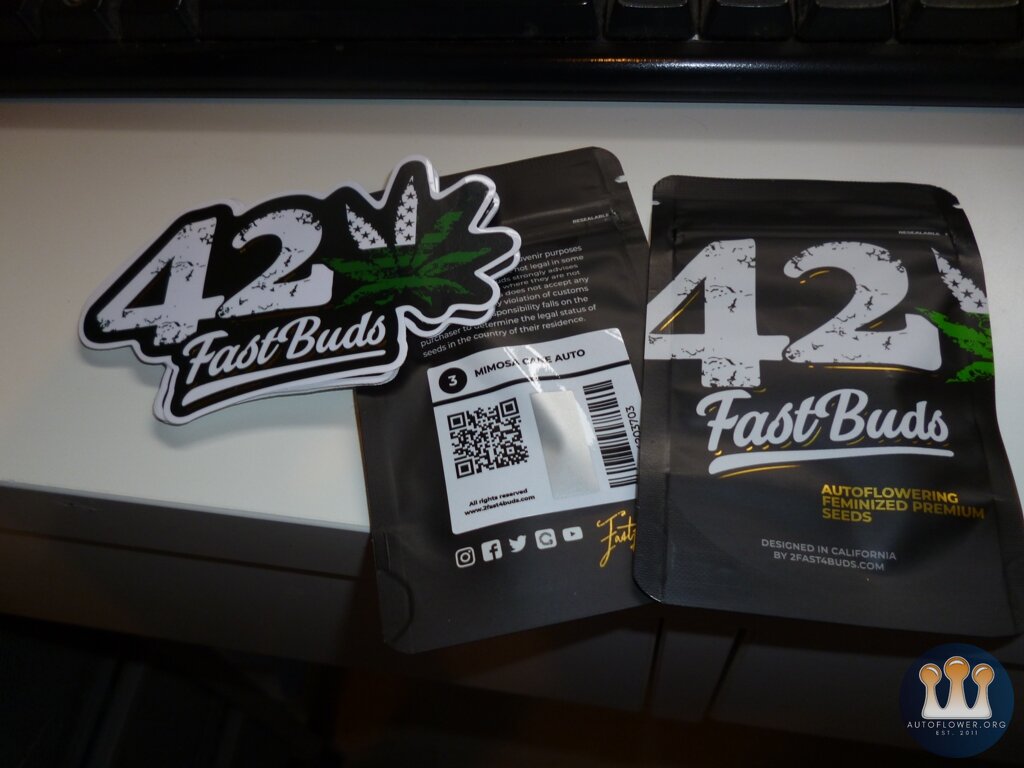 42
FastBuds
RESEALABLE
venir purposes
not legal in some
ds strongly advises
where they are not
does not accept any
violation of customs
sponsibility falls on the
purchaser to determine the legal status of
seeds in the country of their residence.
3 MIMOSA CAKE AUTO
All rights reserved
www.2fast4buds.com
Fast
RESEALABLE
42
FastBuds
AUTOFLOWERING
FEMINIZED PREMIUM
SEEDS
DESIGNED IN CALIFORNIA
BY 2FAST4BUDS.COM
AUTOFLOWER.ORG
EST. 2011